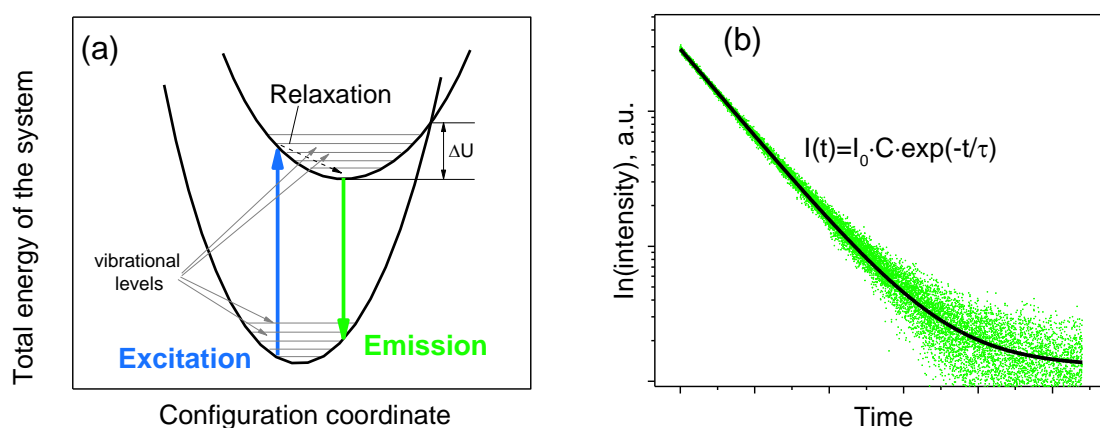 (a)
Relaxation
ΔU
vibrational
levels
Excitation
Emission
Total energy of the system
Configuration coordinate
(b)
I(t)=I₀·C·exp(-t/τ)
ln(intensity), a.u.
Time